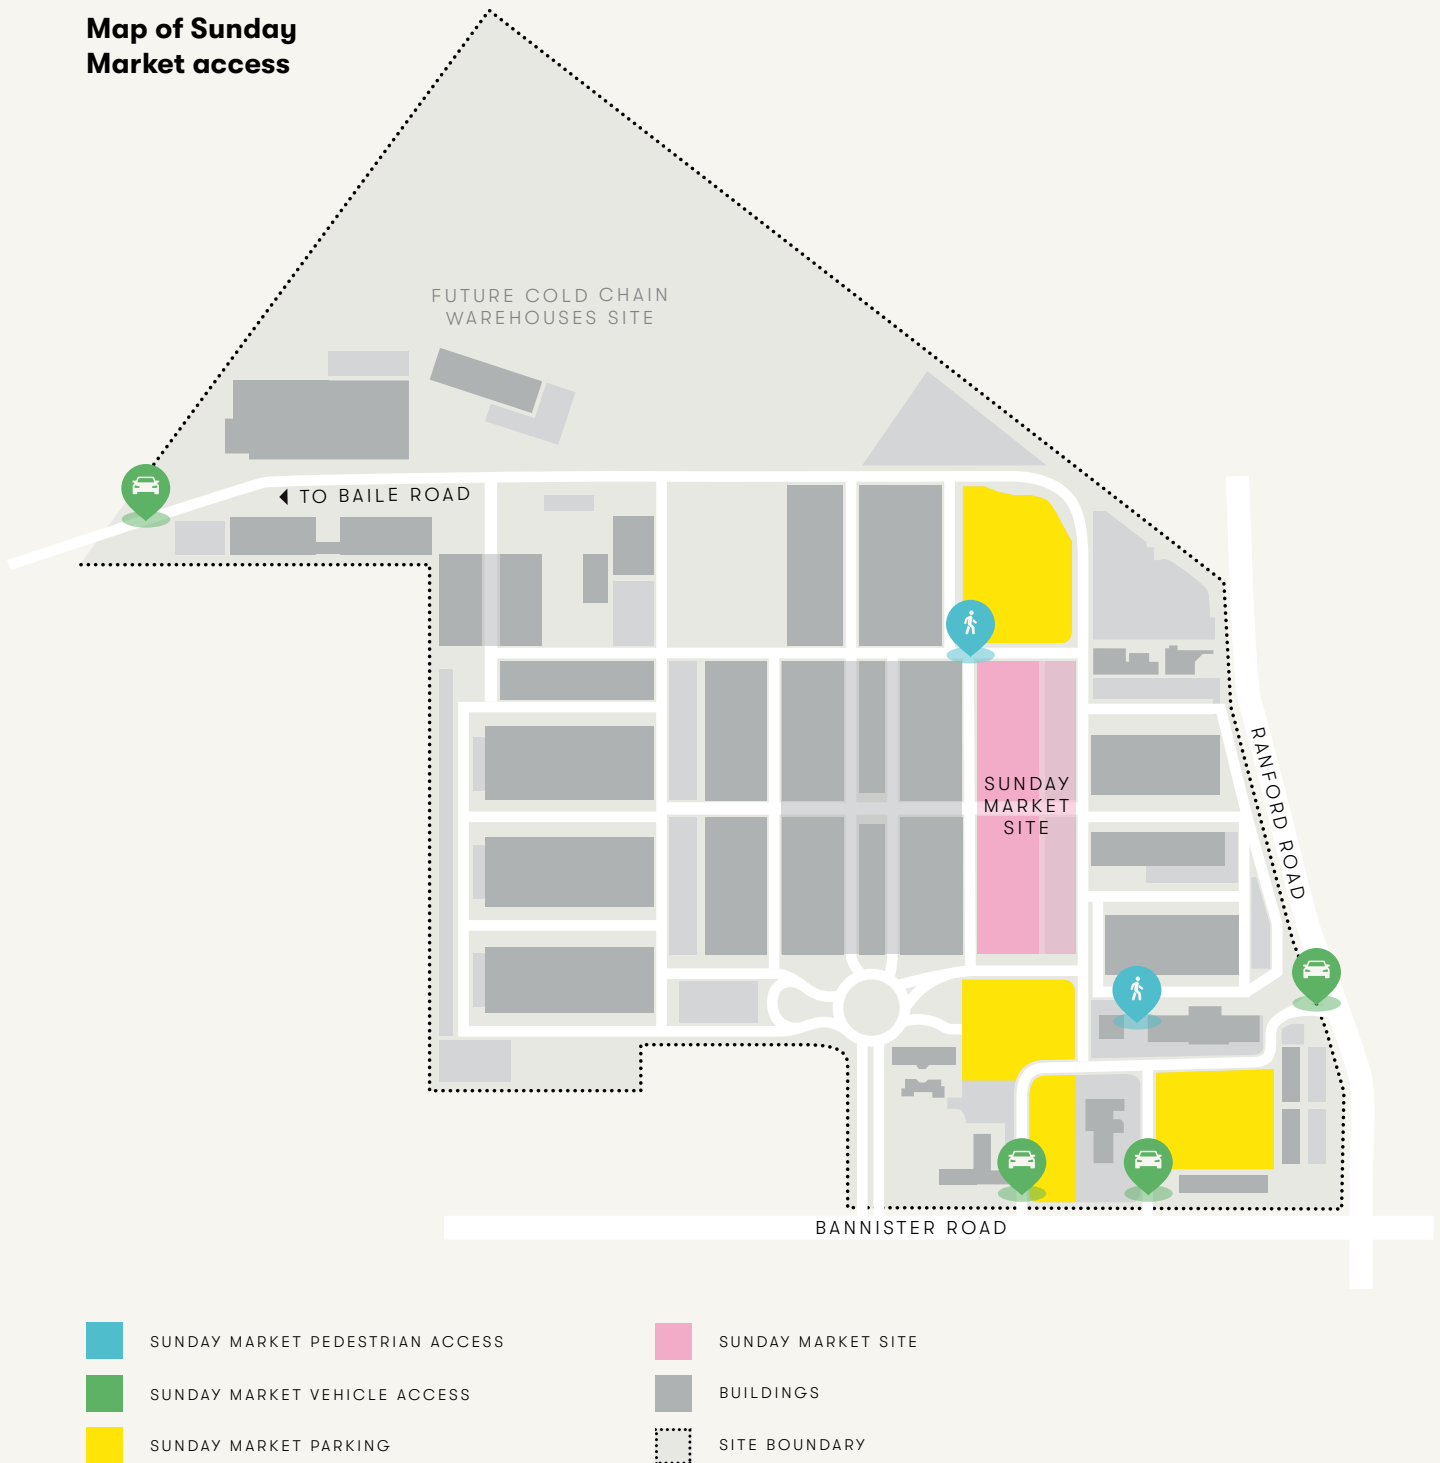 Map of Sunday
Market access
FUTURE COLD CHAIN
WAREHOUSES SITE
TO BAILE ROAD
RANFORD ROAD
SUNDAY
MARKET
SITE
BANNISTER ROAD
SUNDAY MARKET PEDESTRIAN ACCESS
SUNDAY MARKET SITE
SUNDAY MARKET VEHICLE ACCESS
BUILDINGS
SUNDAY MARKET PARKING
SITE BOUNDARY